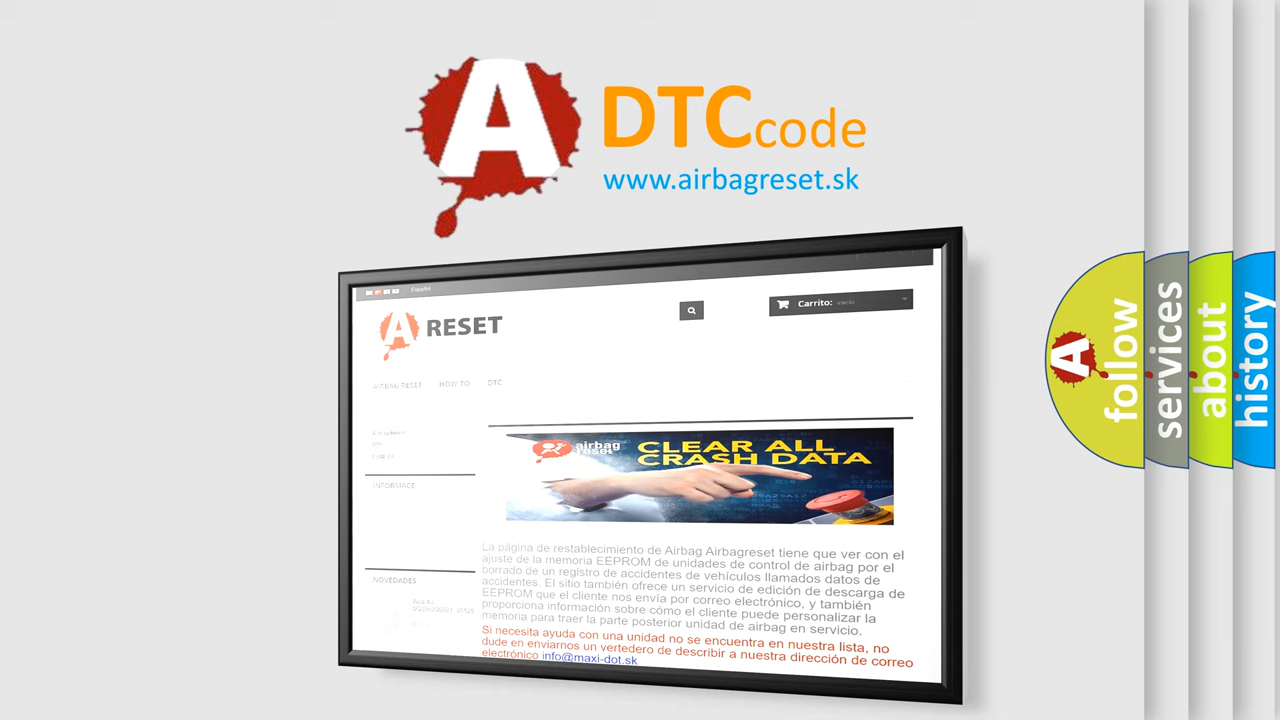 A
DTCcode
www.airbagreset.sk
Español
A RESET
Carrito: vacío
AIRBAG RESET HOW TO DTC
INFORMACE
airbag
reset
CLEAR ALL
CRASH DATA
La página de restablecimiento de Airbag Airbagreset tiene que ver con el
ajuste de la memoria EEPROM de unidades de control de airbag por el
borrado de un registro de accidentes de vehículos llamados datos de
accidentes. El sitio también ofrece un servicio de edición de descarga de
EEPROM que el cliente nos envía por correo electrónico, y también
proporciona información sobre cómo el cliente puede personalizar la
memoria para traer la parte posterior unidad de airbag en servicio.
Si necesita ayuda con una unidad no se encuentra en nuestra lista, no
dude en enviarnos un vertedero de describir a nuestra dirección de correo
electrónico info@maxi-dot.sk
NOVEDADES
A
follow
services
about
history